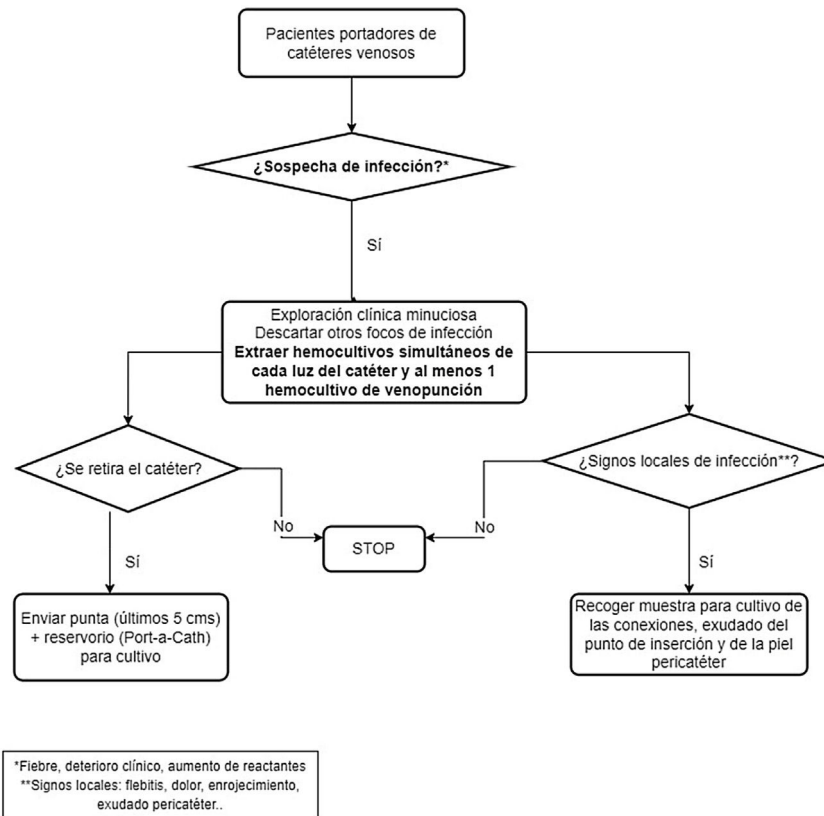 Pacientes portadores de
catéteres venosos
¿Sospecha de infección?*
Sí
Exploración clínica minuciosa
Descartar otros focos de infección
Extraer hemocultivos simultáneos de
cada luz del catéter y al menos 1
hemocultivo de venopunción
¿Se retira el catéter?
¿Signos locales de infección**?
No
No
STOP
Sí
Sí
Enviar punta (últimos 5 cms)
+ reservorio (Port-a-Cath)
para cultivo
Recoger muestra para cultivo de
las conexiones, exudado del
punto de inserción y de la piel
pericatéter
*Fiebre, deterioro clínico, aumento de reactantes
**Signos locales: flebitis, dolor, enrojecimiento,
exudado pericatéter..